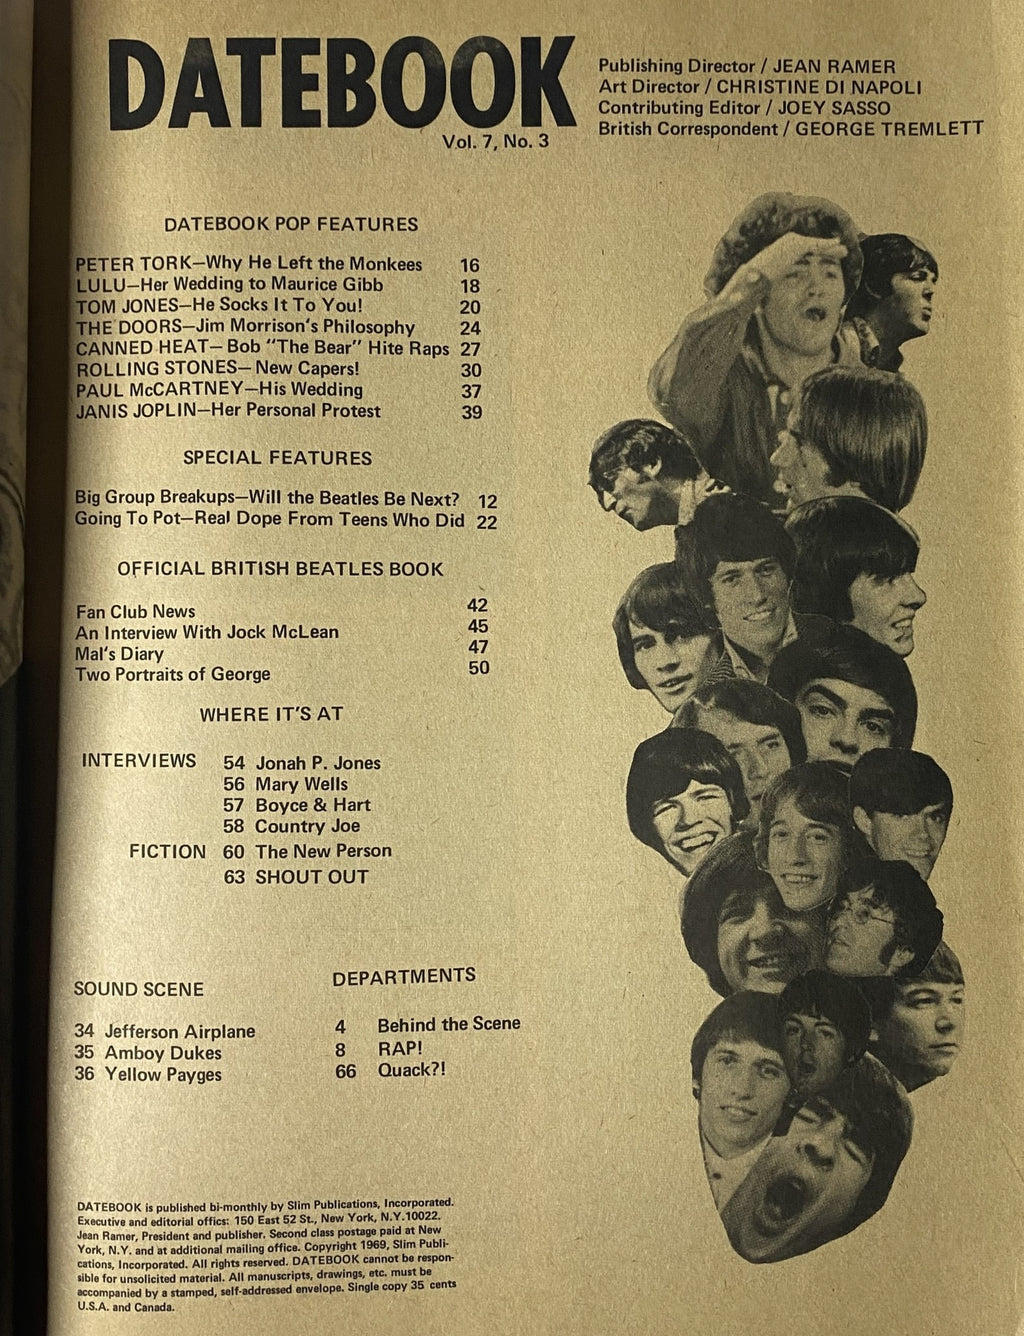 DATEBOOK
Vol. 7, No. 3
Publishing Director / JEAN RAMER
Art Director / CHRISTINE DI NAPOLI
Contributing Editor / JOEY SASSO
British Correspondent / GEORGE TREMLETT
DATEBOOK POP FEATURES
PETER TORK—Why He Left the Monkees 16
LULU—Her Wedding to Maurice Gibb 18
TOM JONES—He Socks It To You! 20
THE DOORS—Jim Morrison's Philosophy 24
CANNED HEAT— Bob "The Bear" Hite Raps 27
ROLLING STONES— New Capers! 30
PAUL McCARTNEY—His Wedding 37
JANIS JOPLIN—Her Personal Protest 39
SPECIAL FEATURES
Big Group Breakups—Will the Beatles Be Next? 12
Going To Pot—Real Dope From Teens Who Did 22
OFFICIAL BRITISH BEATLES BOOK
Fan Club News 42
An Interview With Jock McLean 45
Mal's Diary 47
Two Portraits of George 50
WHERE IT'S AT
INTERVIEWS 54 Jonah P. Jones
56 Mary Wells
57 Boyce & Hart
58 Country Joe
FICTION 60 The New Person
63 SHOUT OUT
SOUND SCENE
34 Jefferson Airplane
35 Amboy Dukes
36 Yellow Payges
DEPARTMENTS
4 Behind the Scene
8 RAP!
66 Quack?!
DATEBOOK is published bi-monthly by Slim Publications, Incorporated.
Executive and editorial offics: 150 East 52 St., New York, N.Y.10022.
Jean Ramer, President and publisher. Second class postage paid at New
York, N.Y. and at additional mailing office. Copyright 1969, Slim Publi-
cations, Incorporated. All rights reserved. DATEBOOK cannot be respon-
sible for unsolicited material. All manuscripts, drawings, etc. must be
accompanied by a stamped, self-addressed envelope. Single copy 35 cents
U.S.A. and Canada.